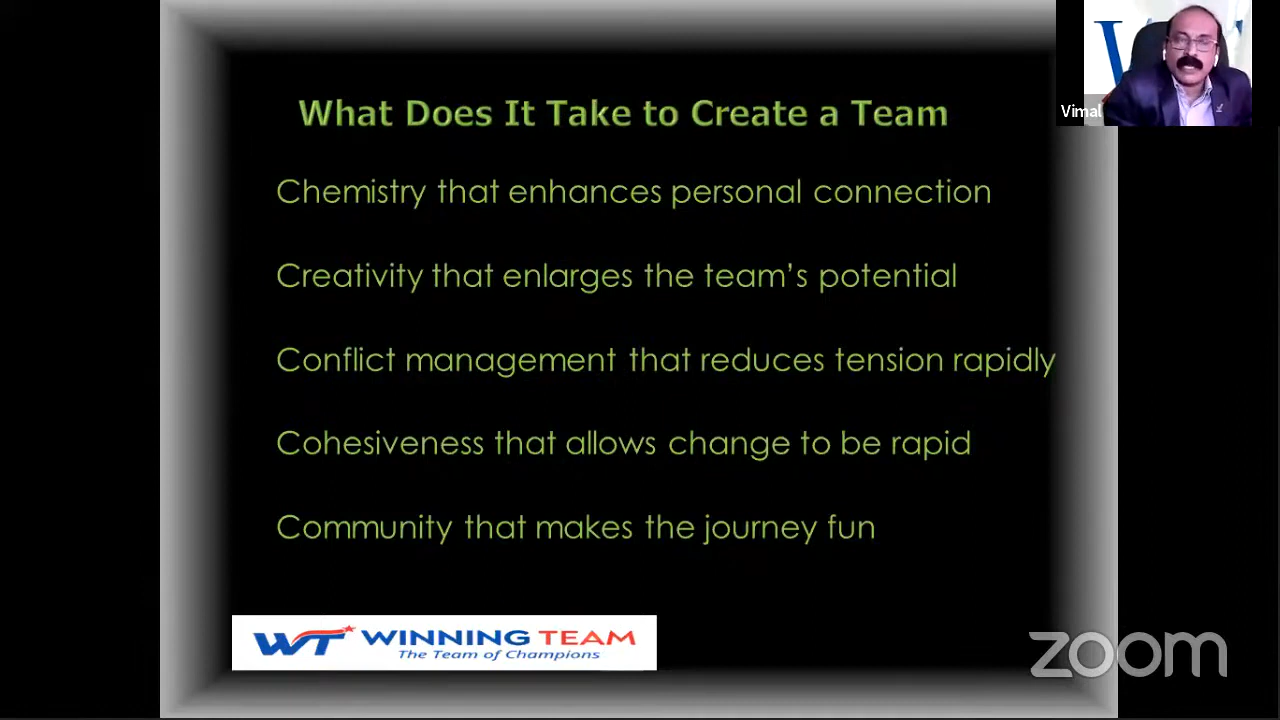 What Does It Take to Create a Team
Vimal
Chemistry that enhances personal connection
Creativity that enlarges the team’s potential
Conflict management that reduces tension rapidly
Cohesiveness that allows change to be rapid
Community that makes the journey fun
WT WINNING TEAM
The Team of Champions
zoom